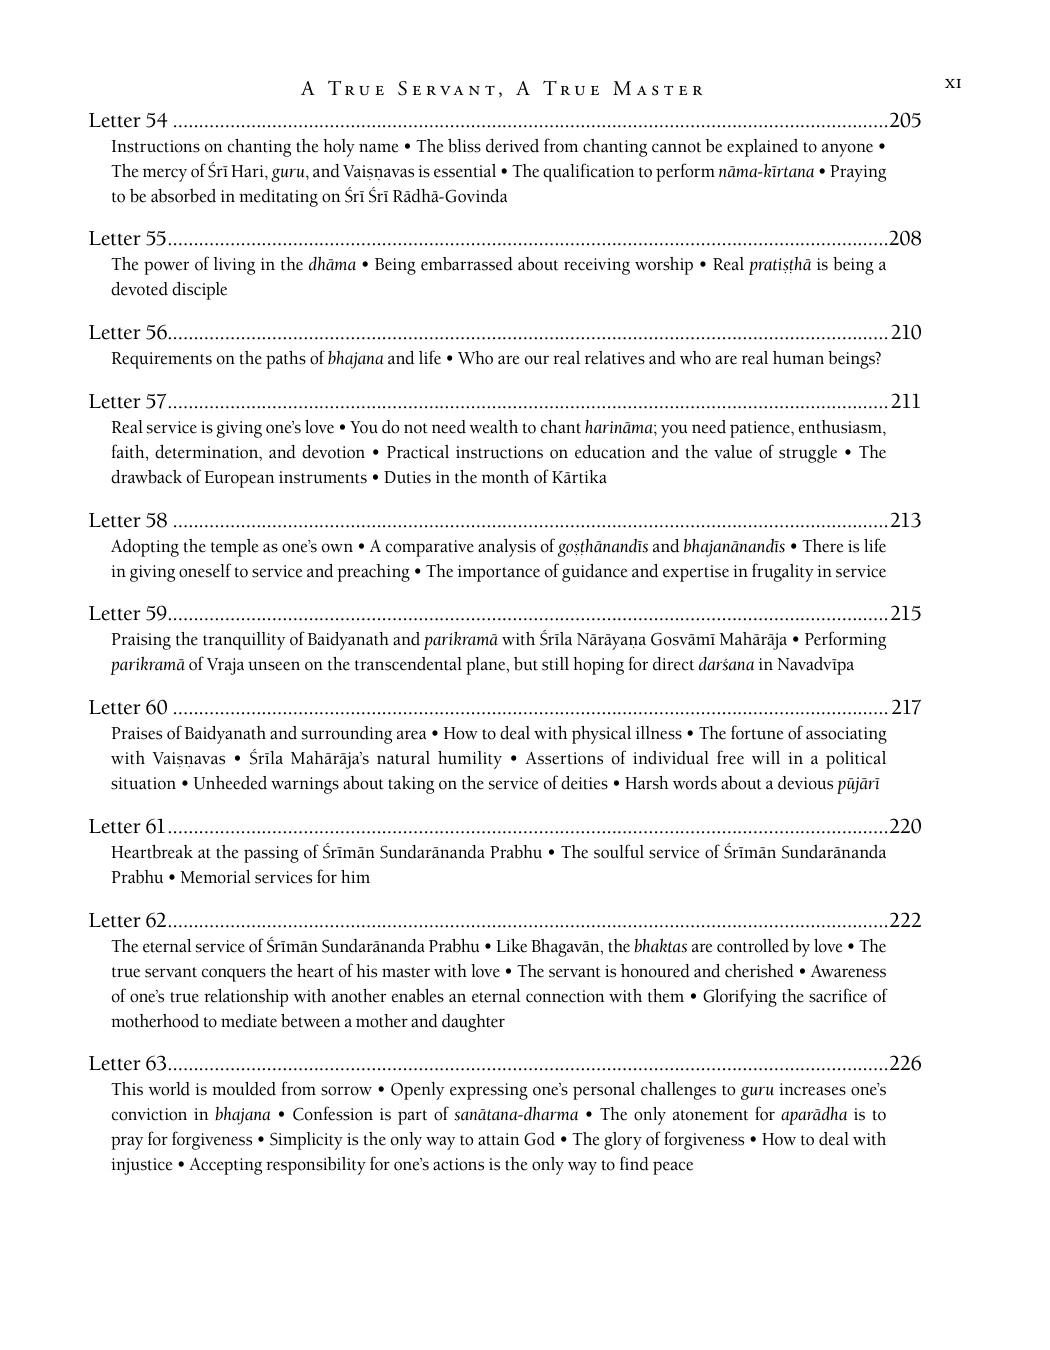 A True Servant, A True Master
xi
Letter 54 ........................................................................................................................................205
Instructions on chanting the holy name • The bliss derived from chanting cannot be explained to anyone •
The mercy of Śrī Hari, guru, and Vaiṣṇavas is essential • The qualification to perform nāma-kīrtana • Praying
to be absorbed in meditating on Śrī Śrī Rādhā-Govinda
Letter 55.........................................................................................................................................208
The power of living in the dhāma • Being embarrassed about receiving worship • Real pratiṣṭhā is being a
devoted disciple
Letter 56.........................................................................................................................................210
Requirements on the paths of bhajana and life • Who are our real relatives and who are real human beings?
Letter 57.........................................................................................................................................211
Real service is giving one’s love • You do not need wealth to chant harināma; you need patience, enthusiasm,
faith, determination, and devotion • Practical instructions on education and the value of struggle • The
drawback of European instruments • Duties in the month of Kārtika
Letter 58 ........................................................................................................................................213
Adopting the temple as one’s own • A comparative analysis of goṣṭhānandīs and bhajanānandīs • There is life
in giving oneself to service and preaching • The importance of guidance and expertise in frugality in service
Letter 59.........................................................................................................................................215
Praising the tranquillity of Baidyanath and parikramā with Śrīla Nārāyaṇa Gosvāmī Mahārāja • Performing
parikramā of Vraja unseen on the transcendental plane, but still hoping for direct darśana in Navadvīpa
Letter 60 ........................................................................................................................................217
Praises of Baidyanath and surrounding area • How to deal with physical illness • The fortune of associating
with Vaiṣṇavas • Śrīla Mahārāja’s natural humility • Assertions of individual free will in a political
situation • Unheeded warnings about taking on the service of deities • Harsh words about a devious pūjārī
Letter 61.........................................................................................................................................220
Heartbreak at the passing of Śrīmān Sundarānanda Prabhu • The soulful service of Śrīmān Sundarānanda
Prabhu • Memorial services for him
Letter 62.........................................................................................................................................222
The eternal service of Śrīmān Sundarānanda Prabhu • Like Bhagavān, the bhaktas are controlled by love • The
true servant conquers the heart of his master with love • The servant is honoured and cherished • Awareness
of one’s true relationship with another enables an eternal connection with them • Glorifying the sacrifice of
motherhood to mediate between a mother and daughter
Letter 63.........................................................................................................................................226
This world is moulded from sorrow • Openly expressing one’s personal challenges to guru increases one’s
conviction in bhajana • Confession is part of sanātana-dharma • The only atonement for aparādha is to
pray for forgiveness • Simplicity is the only way to attain God • The glory of forgiveness • How to deal with
injustice • Accepting responsibility for one’s actions is the only way to find peace